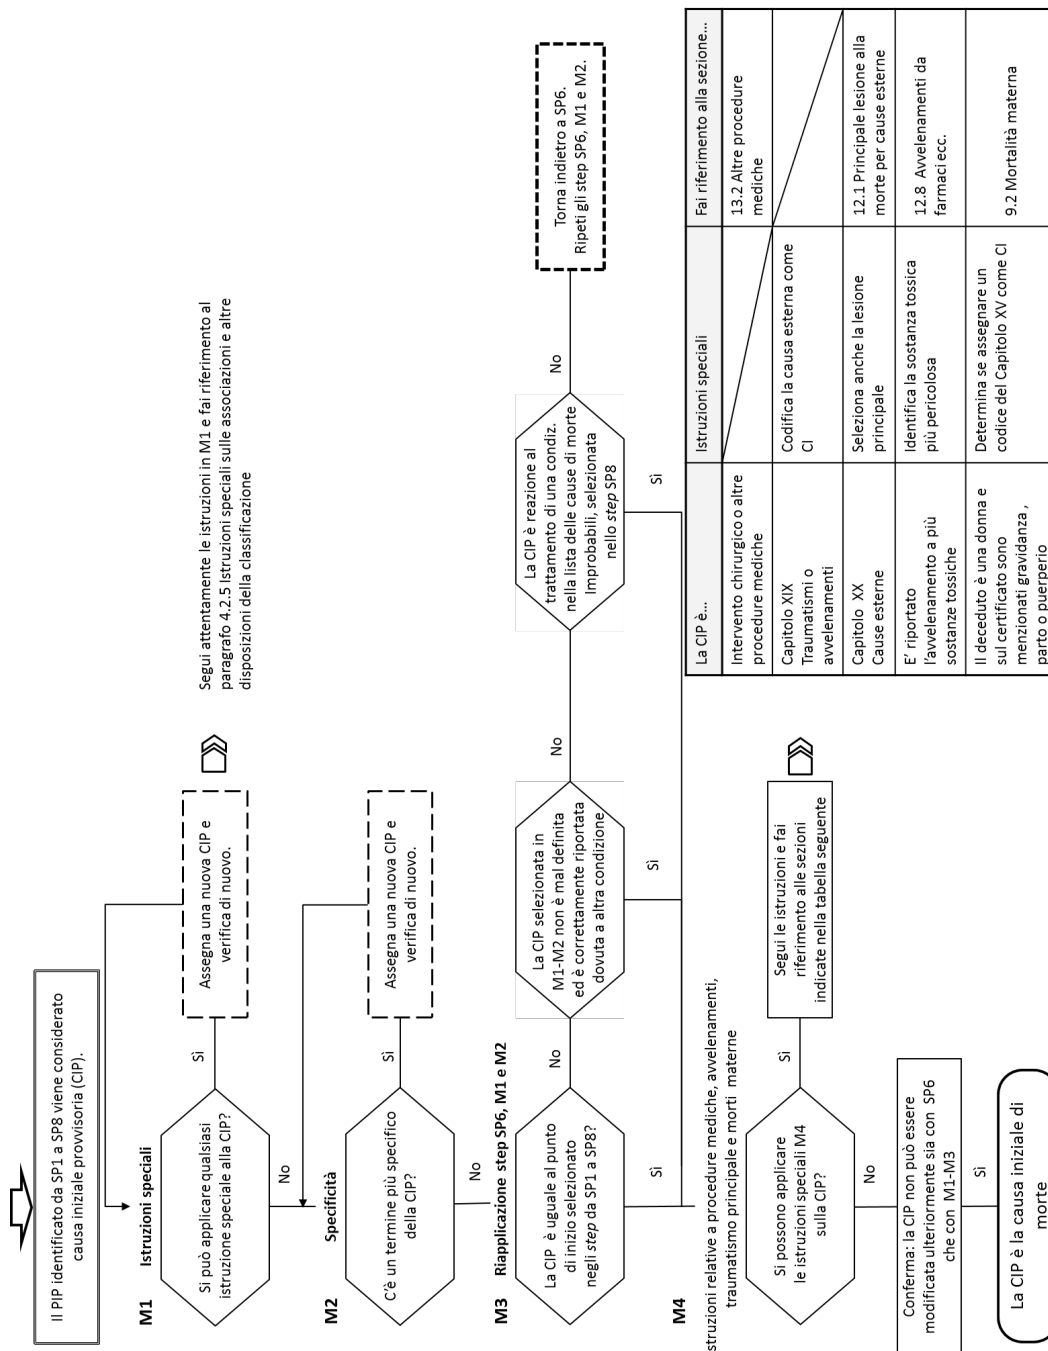 Il PIP identificato da SP1 a SP8 viene considerato
causa iniziale provvisoria (CIP).
M1
Istruzioni speciali
Si può applicare qualsiasi
istruzione speciale alla CIP?
Sì
Assegna una nuova CIP e
verifica di nuovo.
Segui attentamente le istruzioni in M1 e fai riferimento al
paragrafo 4.2.5 Istruzioni speciali sulle associazioni e altre
disposizioni della classificazione
No
M2
Specificità
C'è un termine più specifico
della CIP?
Sì
Assegna una nuova CIP e
verifica di nuovo.
No
M3
Riapplicazione step SP6, M1 e M2
La CIP è uguale al punto
di inizio selezionato
negli step da SP1 a SP8?
No
La CIP selezionata in
M1-M2 non è mal definita
ed è correttamente riportata
dovuta a altra condizione
No
La CIP è reazione al
trattamento di una condiz.
nella lista delle cause di morte
Improbabili, selezionata
nello step SP8
No
Torna indietro a SP6.
Ripeti gli step SP6, M1 e M2.
Sì
Sì
Sì
M4
struzioni relative a procedure mediche, avvelenamenti,
traumatismo principale e morti materne
Si possono applicare
le istruzioni speciali M4
sulla CIP?
Sì
Segui le istruzioni e fai
riferimento alle sezioni
indicate nella tabella seguente
No
Conferma: la CIP non può essere
modificata ulteriormente sia con SP6
che con M1-M3
Sì
La CIP è la causa iniziale di
morte
La CIP è...
Istruzioni speciali
Fai riferimento alla sezione...
Intervento chirurgico o altre
procedure mediche
13.2 Altre procedure
mediche
Capitolo XIX
Traumatismi o
avvelenamenti
Codifica la causa esterna come
CI
Capitolo XX
Cause esterne
Seleziona anche la lesione
principale
12.1 Principale lesione alla
morte per cause esterne
E' riportato
l'avvelenamento a più
sostanze tossiche
Identifica la sostanza tossica
più pericolosa
12.8 Avvelenamenti da
farmaci ecc.
Il deceduto è una donna e
sul certificato sono
menzionati gravidanza ,
parto o puerperio
Determina se assegnare un
codice del Capitolo XV come CI
9.2 Mortalità materna